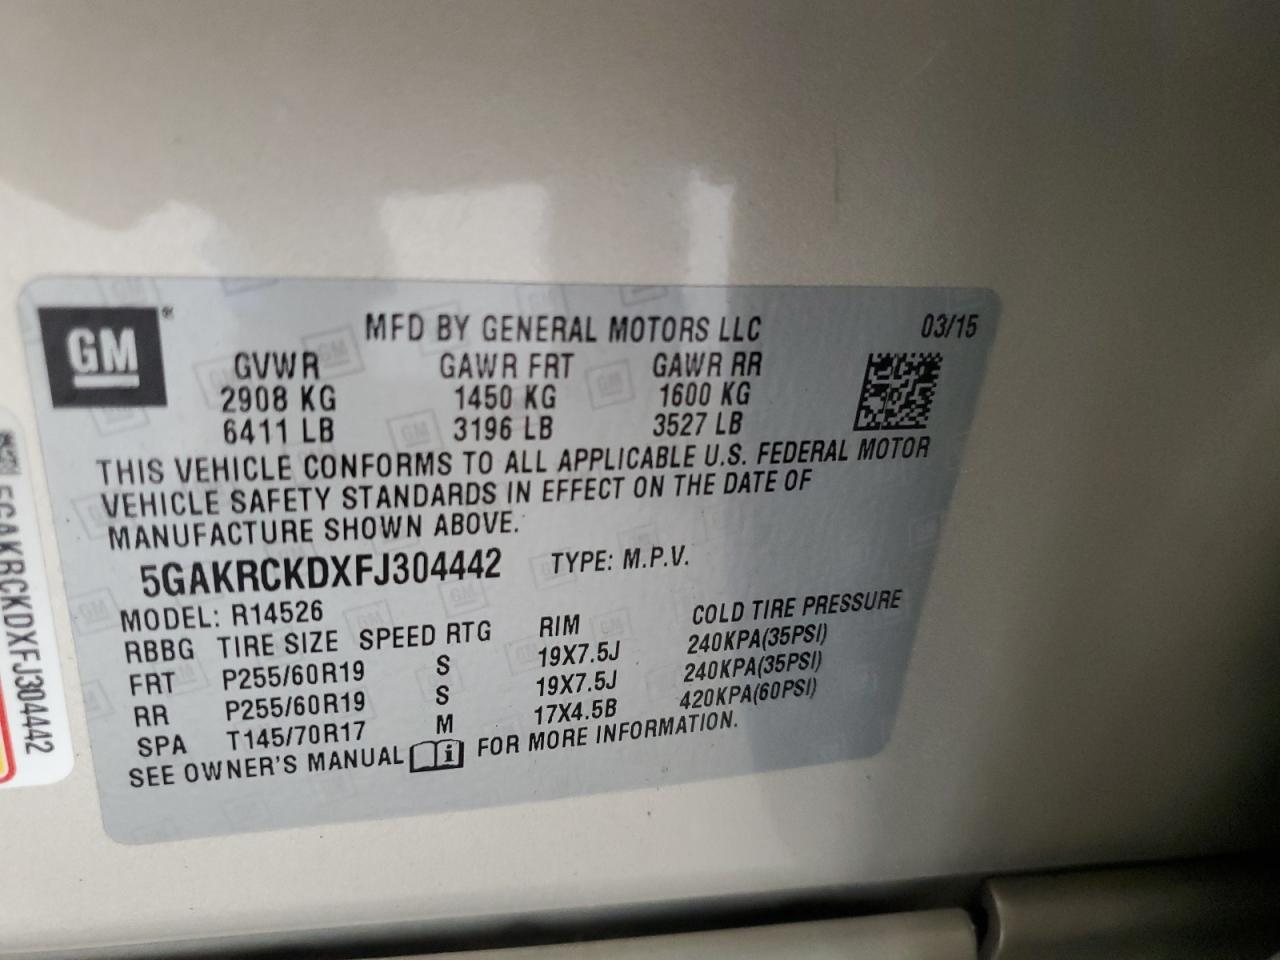 GM
MFD BY GENERAL MOTORS LLC 03/15
GVWR GAWR FRT GAWR RR
2908 KG 1450 KG 1600 KG
6411 LB 3196 LB 3527 LB
THIS VEHICLE CONFORMS TO ALL APPLICABLE U.S. FEDERAL MOTOR
VEHICLE SAFETY STANDARDS IN EFFECT ON THE DATE OF
MANUFACTURE SHOWN ABOVE.
5GAKRCKDXFJ304442 TYPE: M.P.V.
MODEL: R14526
RBBG TIRE SIZE SPEED RTG RIM COLD TIRE PRESSURE
FRT P255/60R19 S 19X7.5J 240KPA(35PSI)
RR P255/60R19 S 19X7.5J 240KPA(35PSI)
SPA T145/70R17 M 17X4.5B 420KPA(60PSI)
SEE OWNER'S MANUAL i FOR MORE INFORMATION.
5GAKRCKDXFJ304442